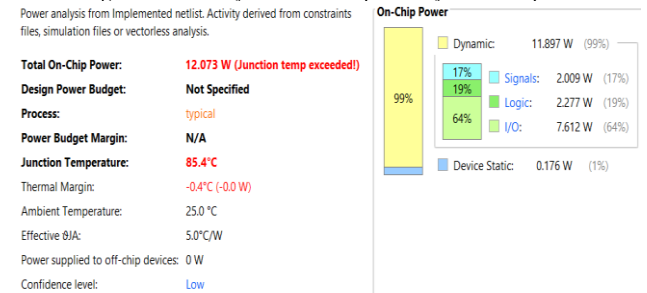 Power analysis from Implemented netlist. Activity derived from constraints
files, simulation files or vectorless analysis.
Total On-Chip Power: 12.073 W (Junction temp exceeded!)
Design Power Budget: Not Specified
Process: typical
Power Budget Margin: N/A
Junction Temperature: 85.4°C
Thermal Margin: -0.4°C (-0.0 W)
Ambient Temperature: 25.0 °C
Effective ϑJA: 5.0°C/W
Power supplied to off-chip devices: 0 W
Confidence level: Low
On-Chip Power
Dynamic: 11.897 W (99%)
17% Signals: 2.009 W (17%)
19% Logic: 2.277 W (19%)
99%
64% I/O: 7.612 W (64%)
Device Static: 0.176 W (1%)